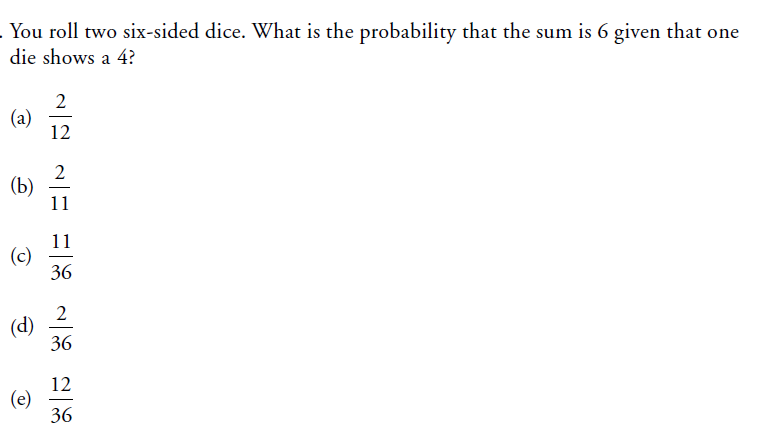 . You roll two six-sided dice. What is the probability that the sum is 6 given that one
die shows a 4?
(a) 2/12
(b) 2/11
(c) 11/36
(d) 2/36
(e) 12/36